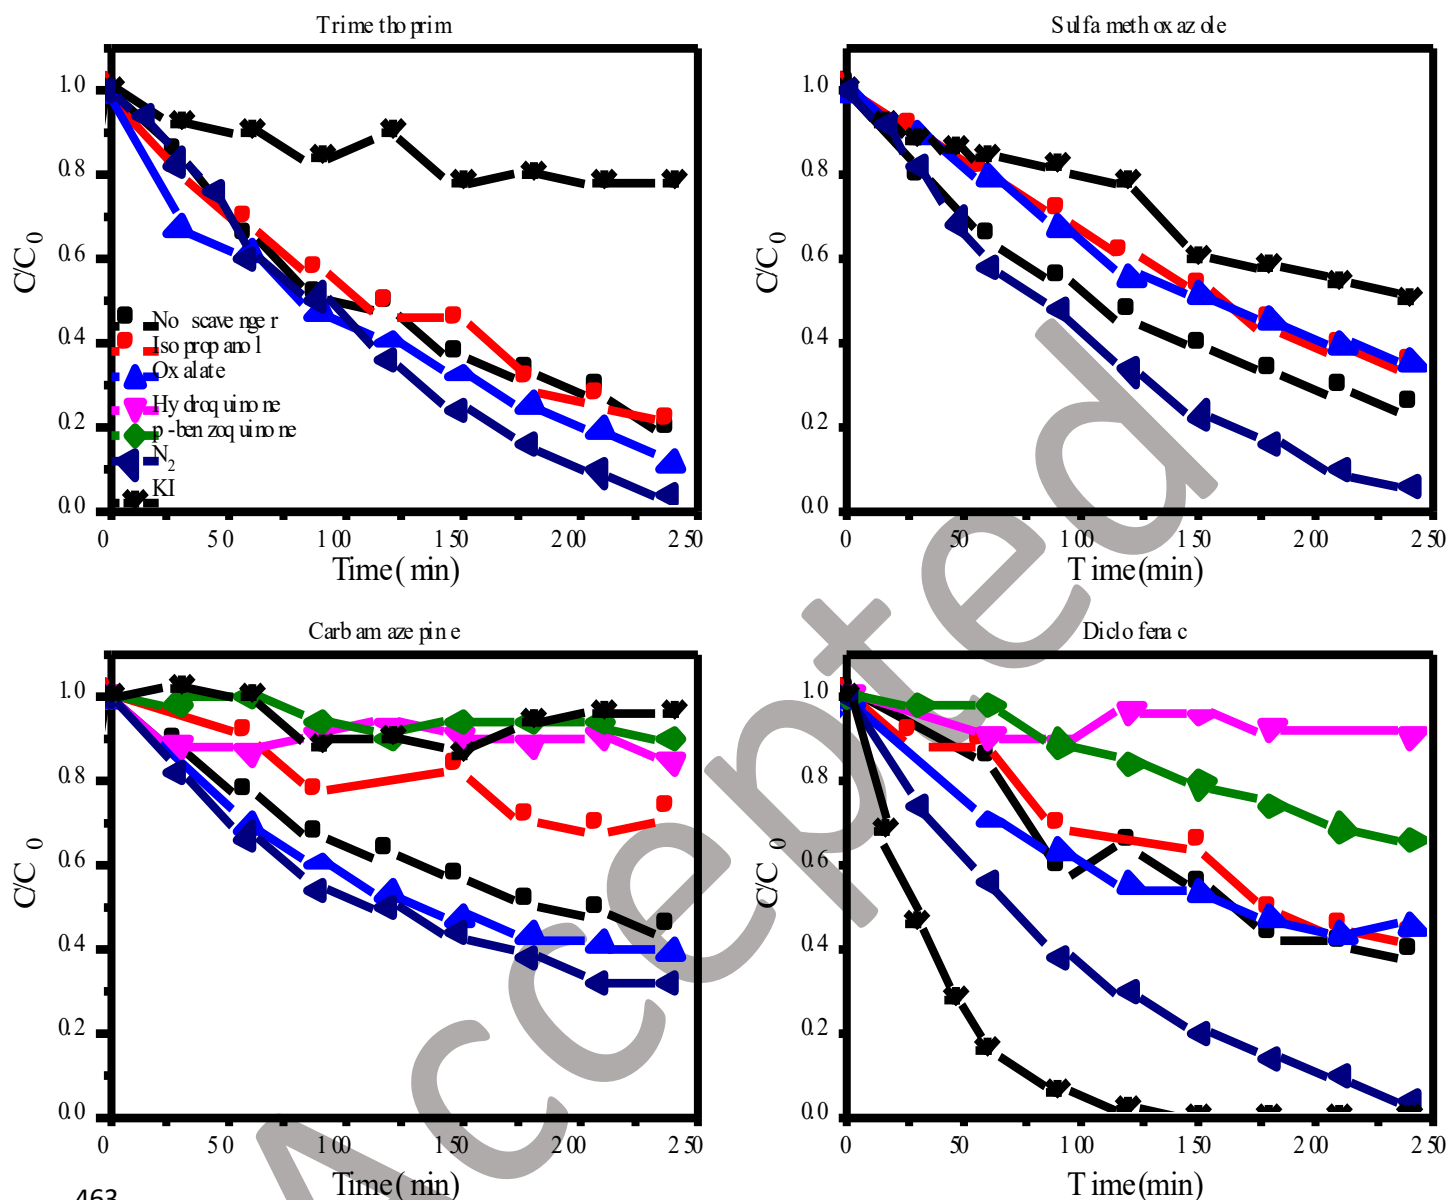 Trimethoprim
1.0
0.8
0.6
0.4
0.2
0.0
C/C0
No scavenger
Isopropanol
Oxalate
Hydroquinone
p-benzoquinone
N2
KI
0 50 100 150 200 250
Time (min)
Sulfamethoxazole
1.0
0.8
0.6
0.4
0.2
0.0
C/C0
0 50 100 150 200 250
Time (min)
Carbamazepine
1.0
0.8
0.6
0.4
0.2
0.0
C/C0
0 50 100 150 200 250
Time (min)
Diclofenac
1.0
0.8
0.6
0.4
0.2
0.0
C/C0
0 50 100 150 200 250
Time (min)
463
Accepted